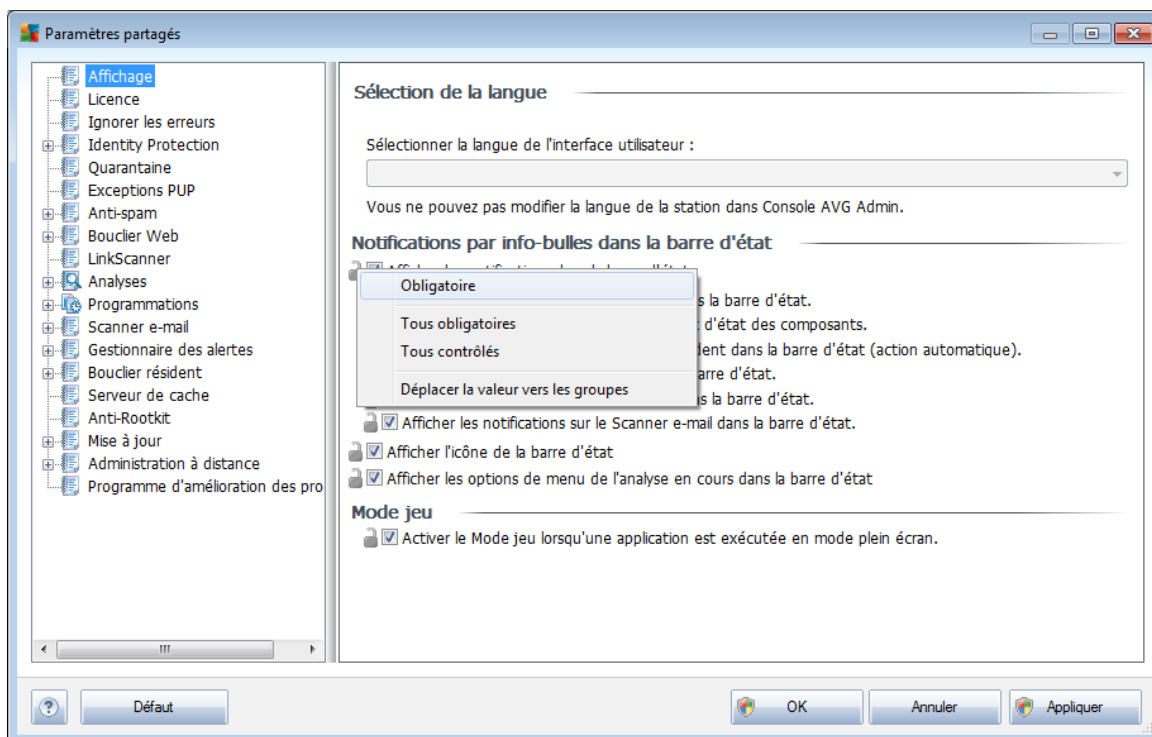 Paramètres partagés
Affichage
Licence
Ignorer les erreurs
Identity Protection
Quarantaine
Exceptions PUP
Anti-spam
Bouclier Web
LinkScanner
Analyses
Programmations
Scanner e-mail
Gestionnaire des alertes
Bouclier résident
Serveur de cache
Anti-Rootkit
Mise à jour
Administration à distance
Programme d'amélioration des pro
Sélection de la langue
Sélectionner la langue de l'interface utilisateur :
Vous ne pouvez pas modifier la langue de la station dans Console AVG Admin.
Notifications par info-bulles dans la barre d'état
Obligatoire
Tous obligatoires
Tous contrôlés
Déplacer la valeur vers les groupes
la barre d'état.
d'état des composants.
dans la barre d'état (action automatique).
d'état.
la barre d'état.
Afficher les notifications sur le Scanner e-mail dans la barre d'état.
Afficher l'icône de la barre d'état
Afficher les options de menu de l'analyse en cours dans la barre d'état
Mode jeu
Activer le Mode jeu lorsqu'une application est exécutée en mode plein écran.
?
Défaut
OK
Annuler
Appliquer